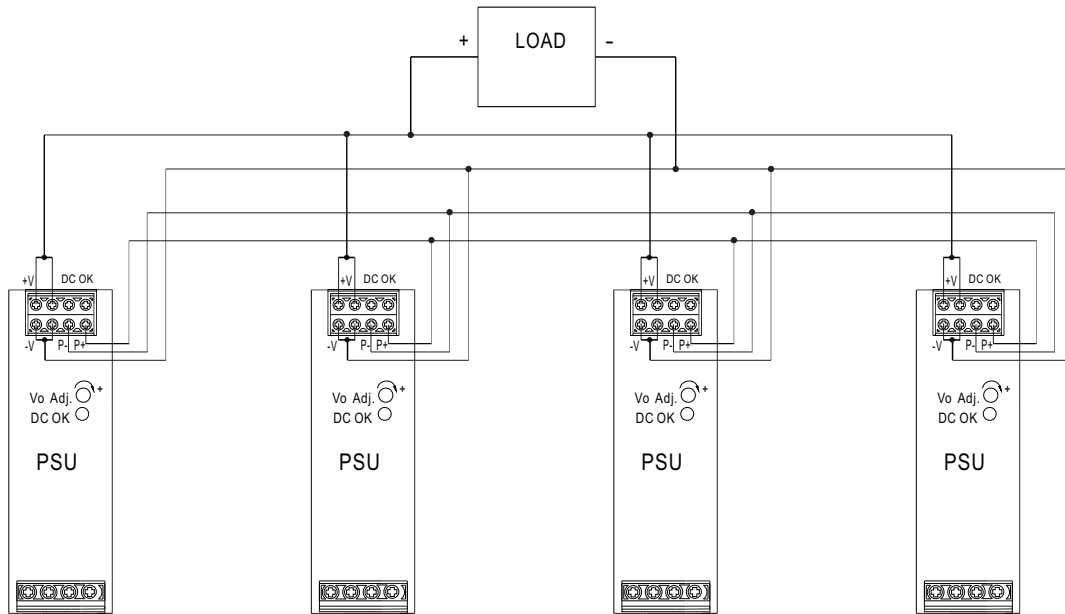 + LOAD -
+V DC OK
+V DC OK
+V DC OK
+V DC OK
-V P- P+
-V P- P+
-V P- P+
-V P- P+
Vo Adj. +
DC OK
Vo Adj. +
DC OK
Vo Adj. +
DC OK
Vo Adj. +
DC OK
PSU
PSU
PSU
PSU